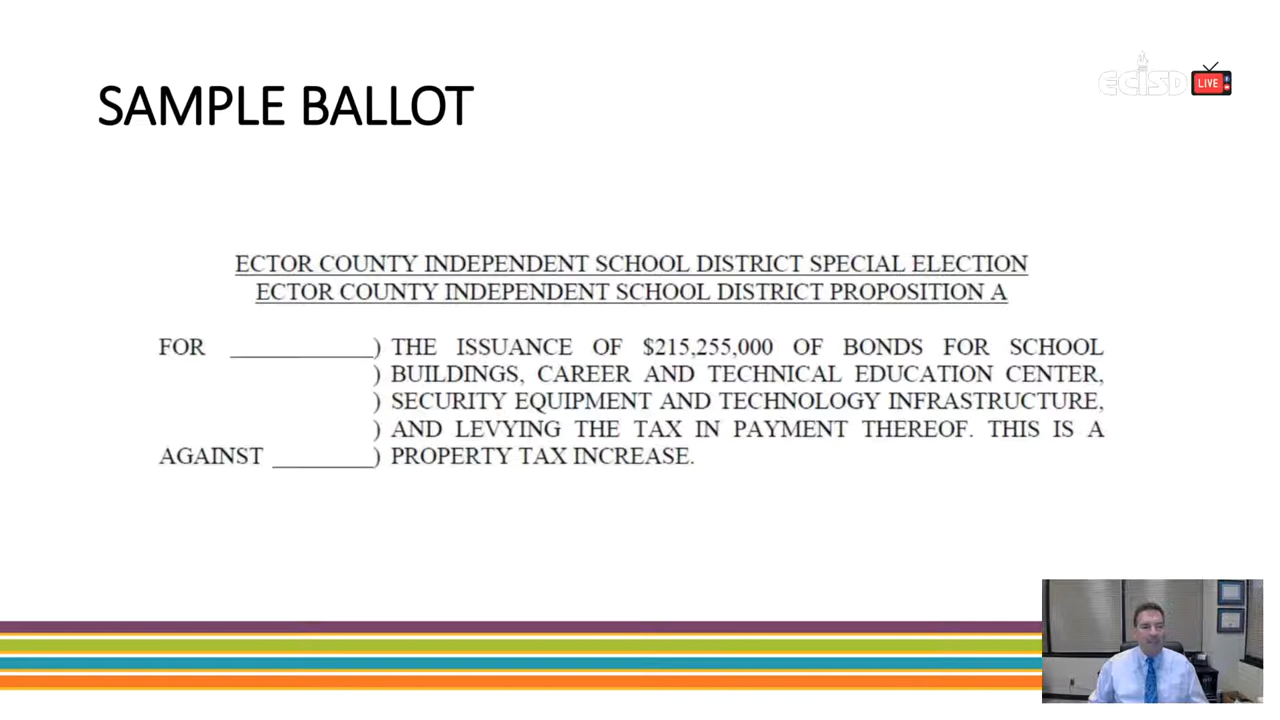 ECISD LIVE
SAMPLE BALLOT
ECTOR COUNTY INDEPENDENT SCHOOL DISTRICT SPECIAL ELECTION
ECTOR COUNTY INDEPENDENT SCHOOL DISTRICT PROPOSITION A
FOR ____________) THE ISSUANCE OF $215,255,000 OF BONDS FOR SCHOOL
) BUILDINGS, CAREER AND TECHNICAL EDUCATION CENTER,
) SECURITY EQUIPMENT AND TECHNOLOGY INFRASTRUCTURE,
) AND LEVYING THE TAX IN PAYMENT THEREOF. THIS IS A
AGAINST ________) PROPERTY TAX INCREASE.